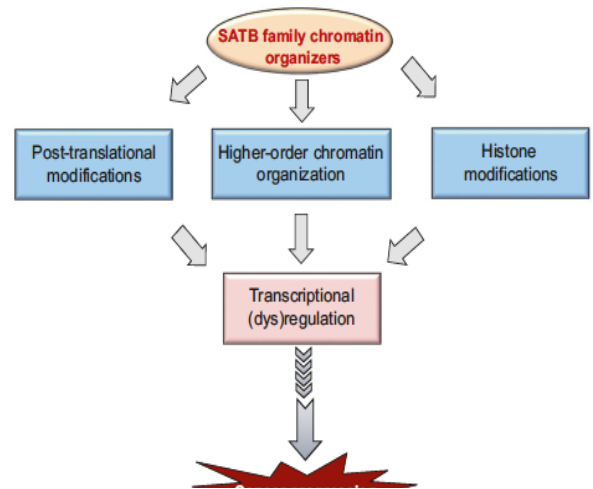 SATB family chromatin
organizers
Post-translational
modifications
Higher-order chromatin
organization
Histone
modifications
Transcriptional
(dys)regulation